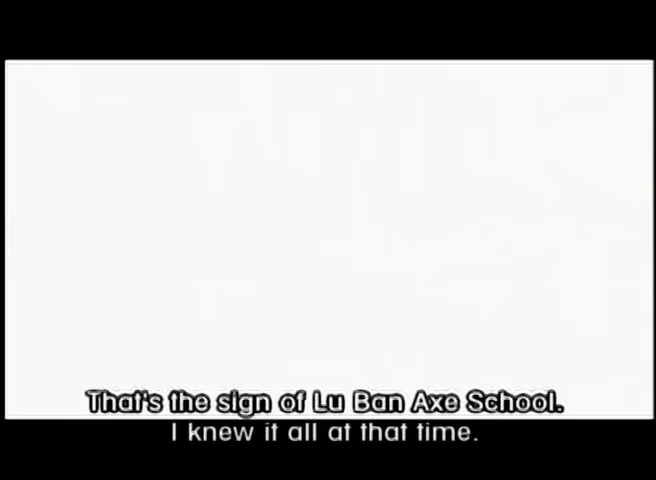 That's the sign of Lu Ban Axe School.
I knew it all at that time.